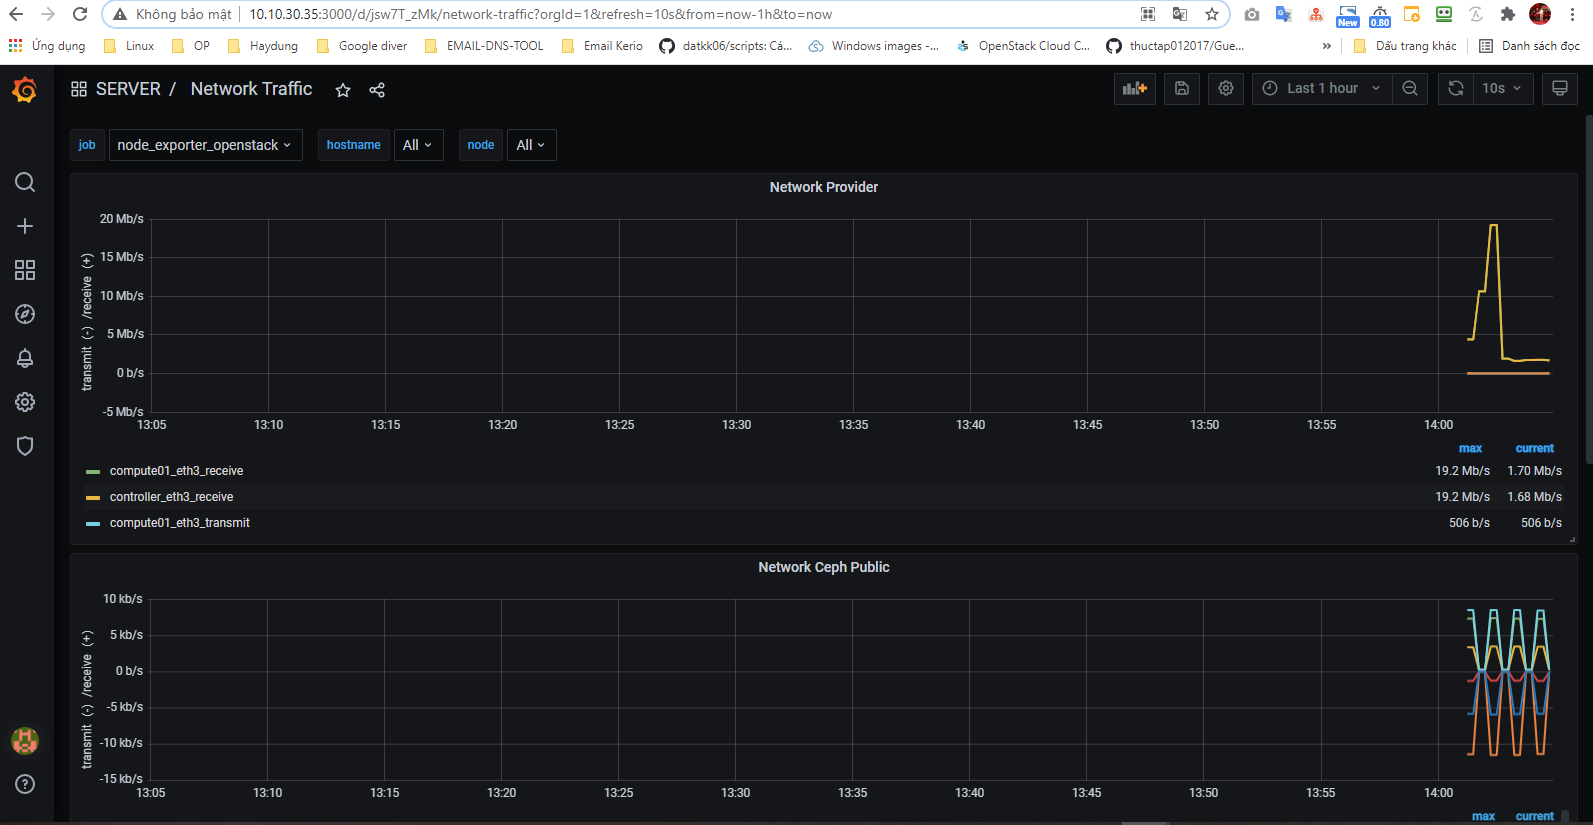 Không bảo mật
10.10.30.35:3000/d/jsw7T_zMk/network-traffic?orgId=1&refresh=10s&from=now-1h&to=now
New
0.80
Ứng dụng
Linux
OP
Haydung
Google diver
EMAIL-DNS-TOOL
Email Kerio
datkk06/scripts: Cá...
Windows images -...
OpenStack Cloud C...
thuctap012017/Gue...
»
Dấu trang khác
Danh sách đọc
SERVER / Network Traffic
Last 1 hour
10s
job
node_exporter_openstack
hostname
All
node
All
Network Provider
transmit (-) /receive (+)
20 Mb/s
15 Mb/s
10 Mb/s
5 Mb/s
0 b/s
-5 Mb/s
13:05 13:10 13:15 13:20 13:25 13:30 13:35 13:40 13:45 13:50 13:55 14:00
max current
compute01_eth3_receive 19.2 Mb/s 1.70 Mb/s
controller_eth3_receive 19.2 Mb/s 1.68 Mb/s
compute01_eth3_transmit 506 b/s 506 b/s
Network Ceph Public
transmit (-) /receive (+)
10 kb/s
5 kb/s
0 b/s
-5 kb/s
-10 kb/s
-15 kb/s
13:05 13:10 13:15 13:20 13:25 13:30 13:35 13:40 13:45 13:50 13:55 14:00
max current